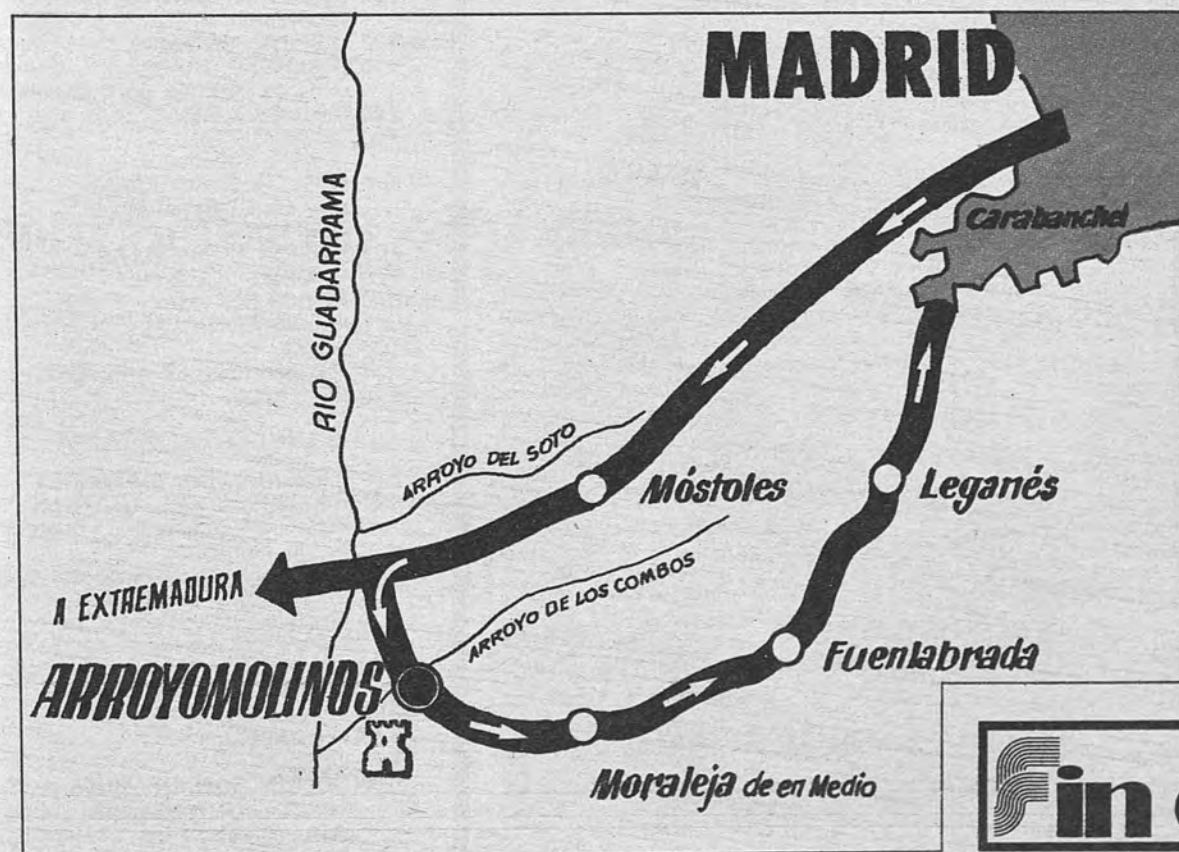 MADRID
Carabanchel
RIO GUADARRAMA
ARROYO DEL SOTO
Móstoles
Leganés
A EXTREMADURA
ARROYO DE LOS COMBOS
Fuenlabrada
ARROYOMOLINOS
Moraleja de en Medio
Fin